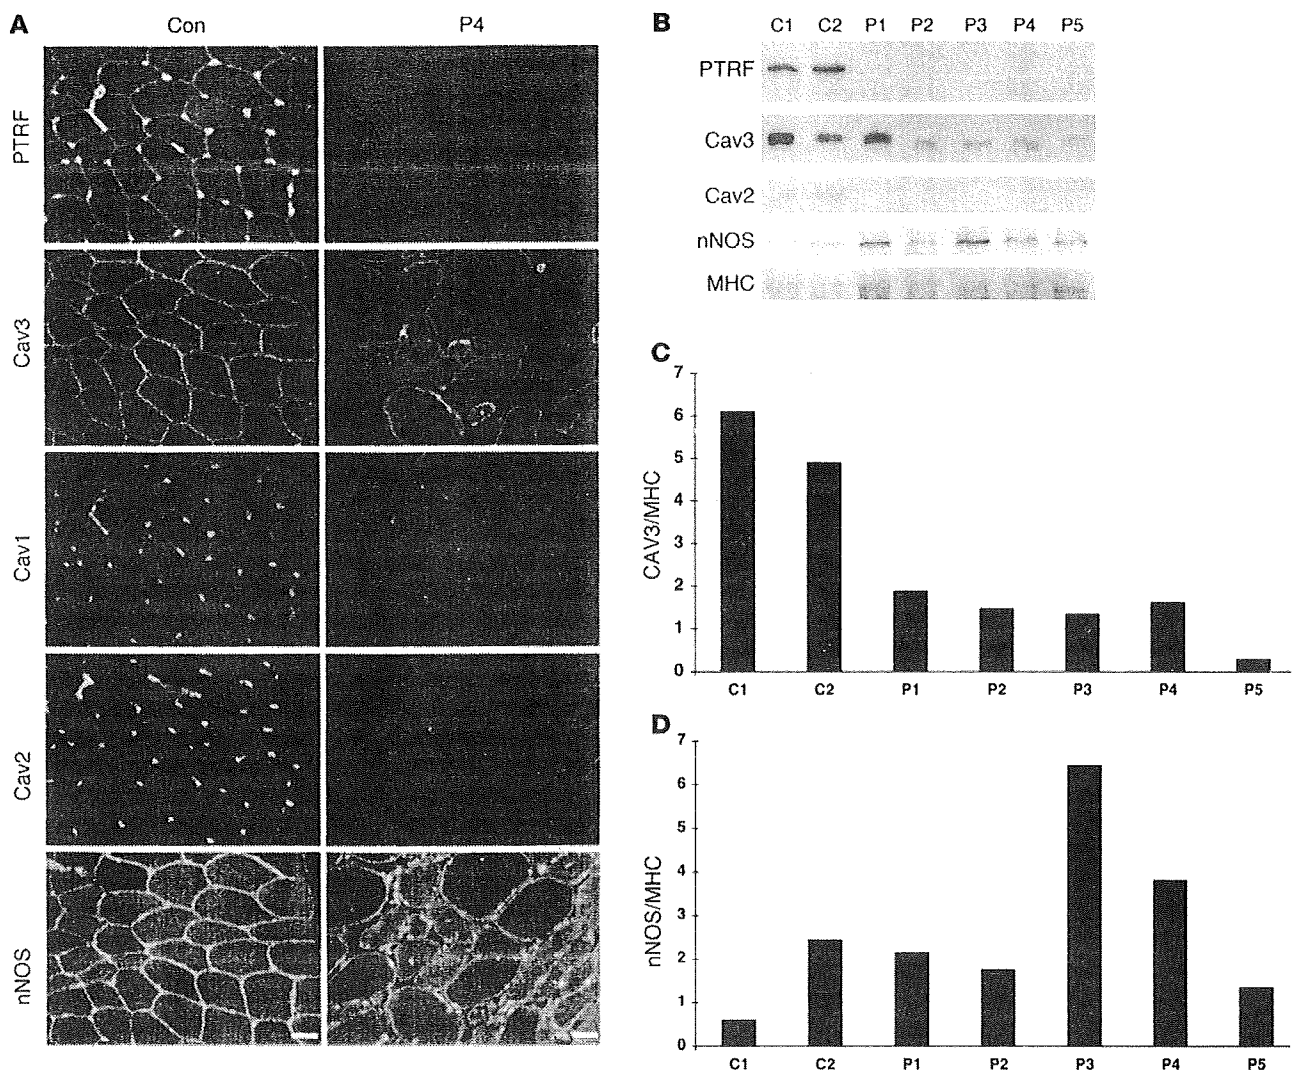 A
Con
P4
PTRF
Cav3
Cav1
Cav2
nNOS
B
C1 C2 P1 P2 P3 P4 P5
PTRF
Cav3
Cav2
nNOS
MHC
C
CAV3/MHC
7
6
5
4
3
2
1
0
C1 C2 P1 P2 P3 P4 P5
D
nNOS/MHC
7
6
5
4
3
2
1
0
C1 C2 P1 P2 P3 P4 P5